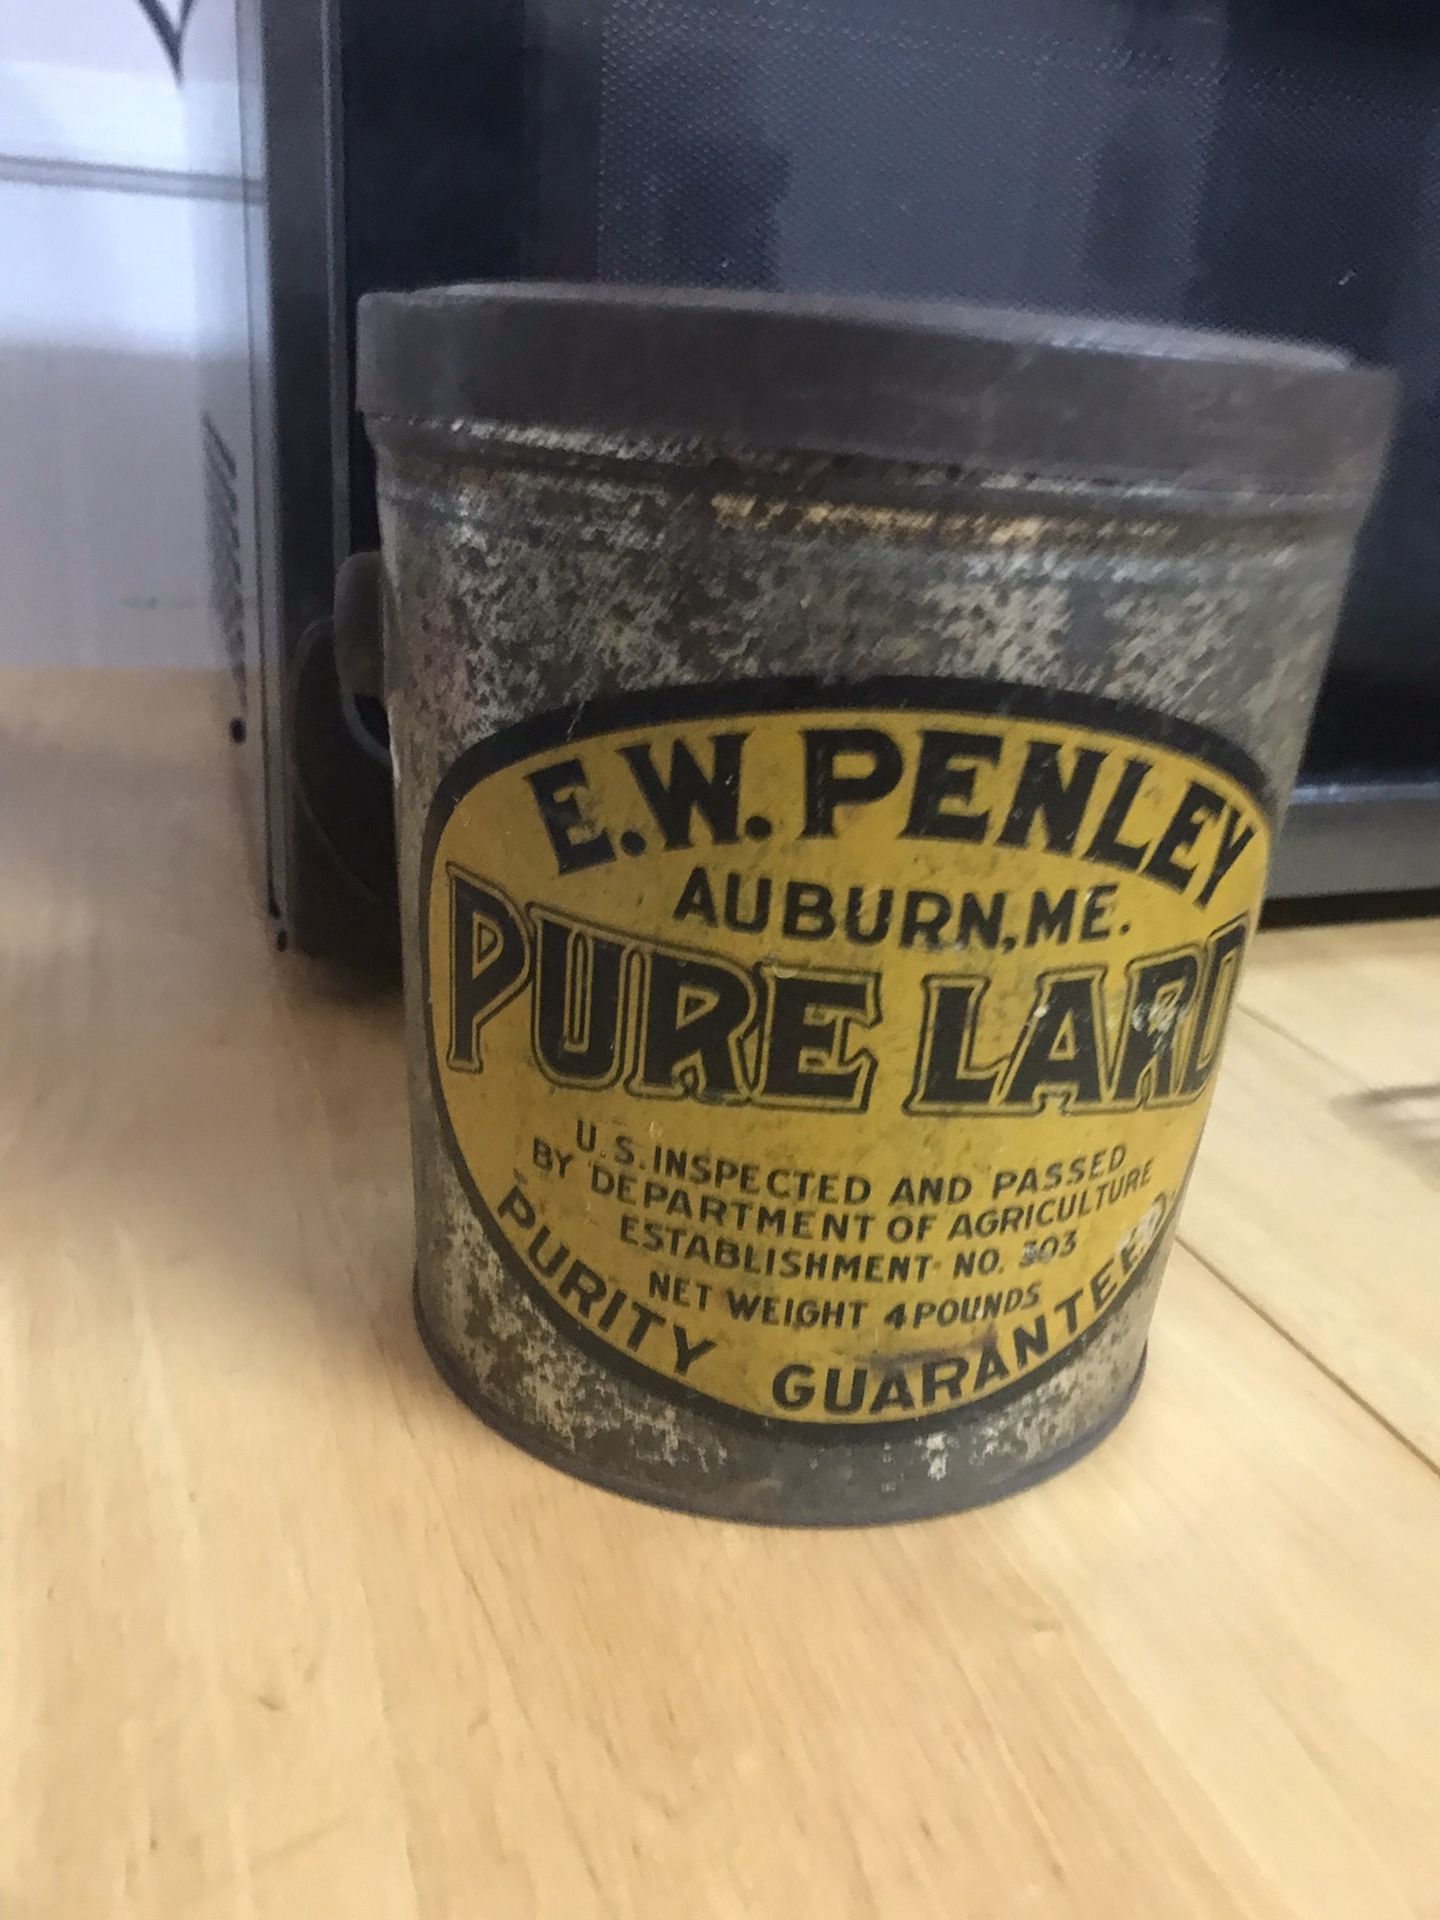 E.W. PENLEY
AUBURN, ME.
PURE LARD
U.S. INSPECTED AND PASSED
BY DEPARTMENT OF AGRICULTURE
ESTABLISHMENT NO. 303
NET WEIGHT 4 POUNDS
PURITY GUARANTEED